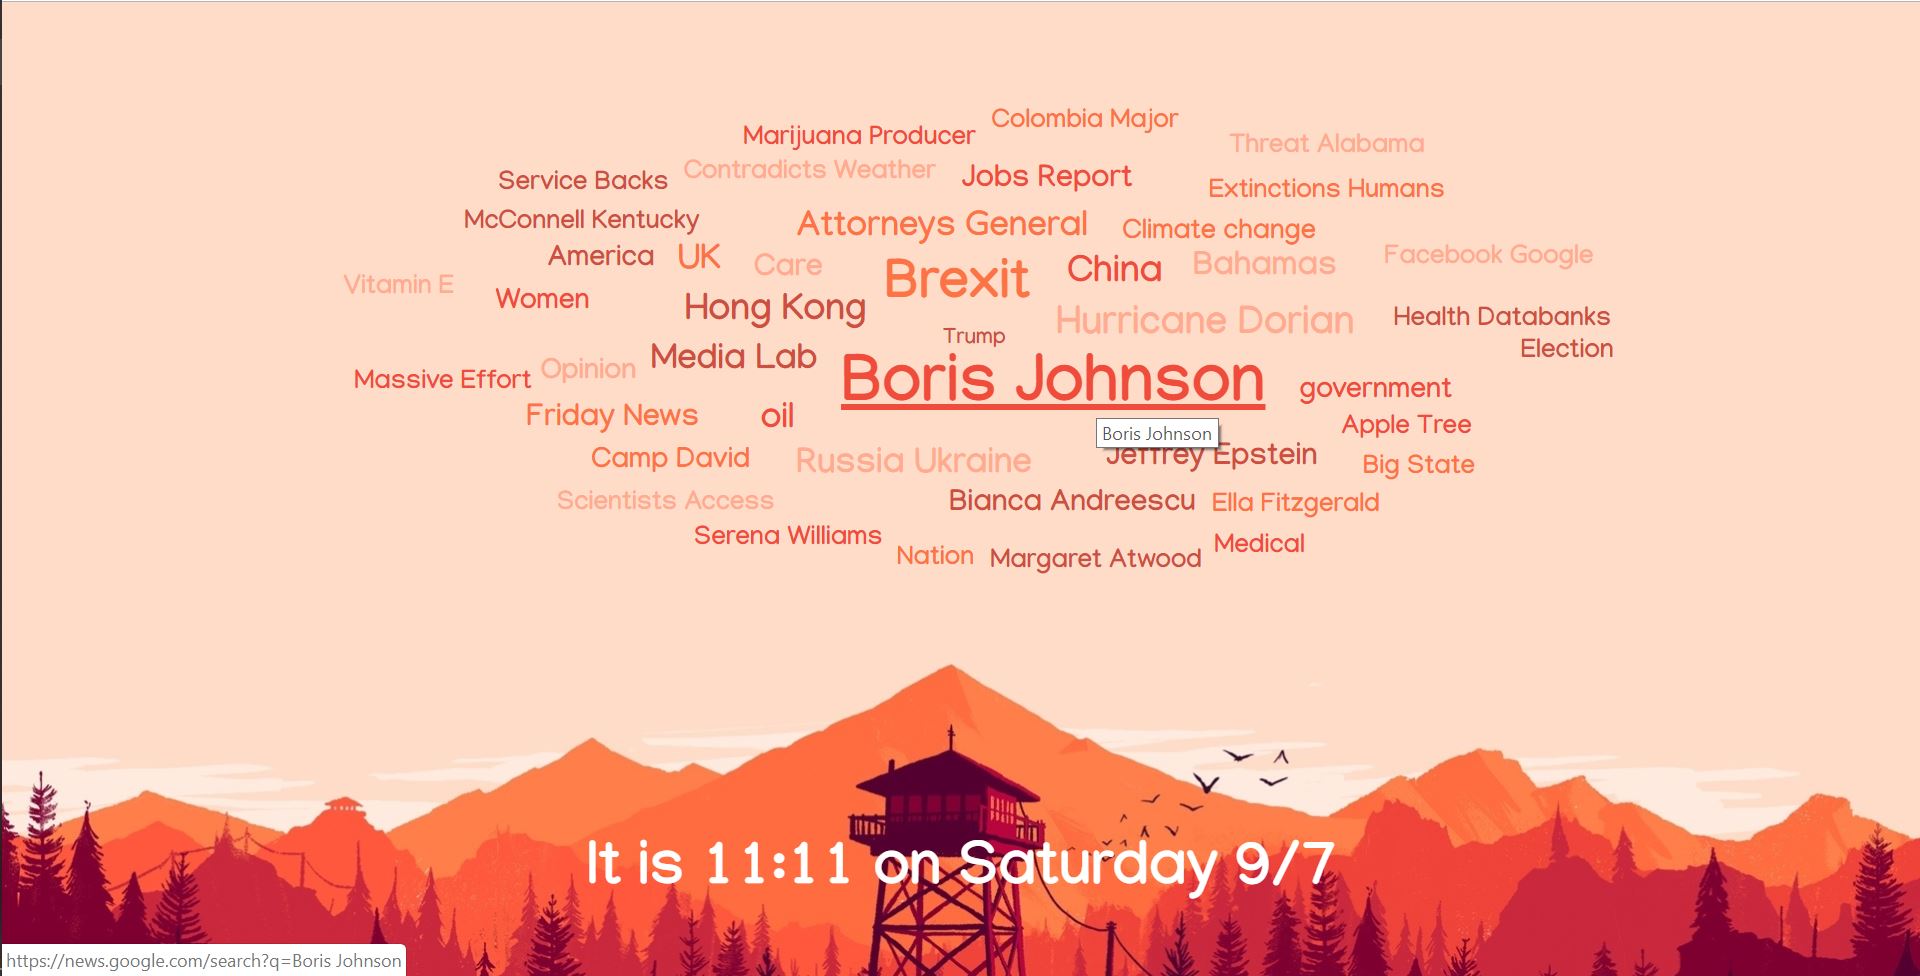 Colombia Major
Marijuana Producer
Threat Alabama
Contradicts Weather
Jobs Report
Service Backs
Extinctions Humans
McConnell Kentucky
Attorneys General
Climate change
America
UK
Care
Brexit
China
Bahamas
Facebook Google
Vitamin E
Women
Hong Kong
Hurricane Dorian
Health Databanks
Trump
Election
Media Lab
Opinion
Massive Effort
Boris Johnson
government
Friday News
oil
Apple Tree
Boris Johnson
Camp David
Russia Ukraine
Jeffrey Epstein
Big State
Scientists Access
Bianca Andreescu
Ella Fitzgerald
Serena Williams
Medical
Nation
Margaret Atwood
It is 11:11 on Saturday 9/7
https://news.google.com/search?q=Boris Johnson